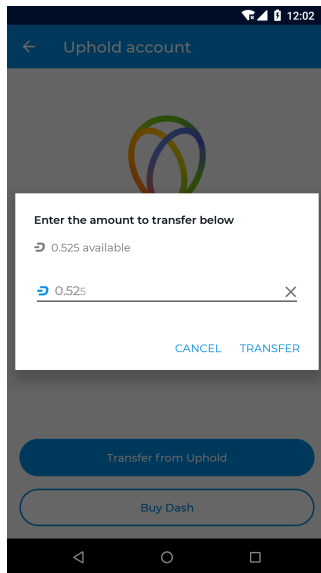 12:02
Uphold account
Enter the amount to transfer below
0.525 available
0.525
CANCEL TRANSFER
Transfer from Uphold
Buy Dash